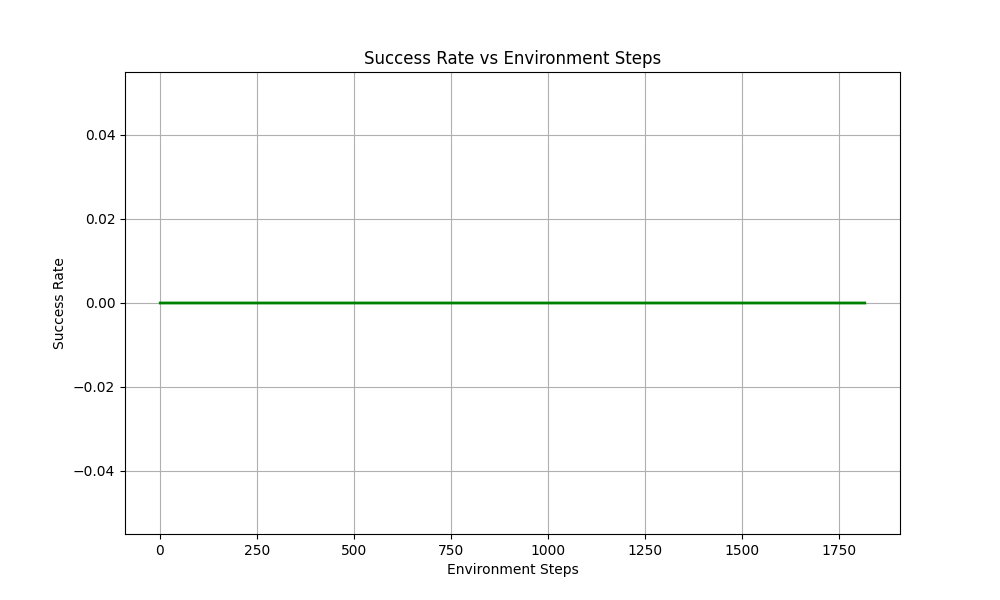 Success Rate vs Environment Steps
0.04
0.02
0.00
−0.02
−0.04
Success Rate
0 250 500 750 1000 1250 1500 1750
Environment Steps